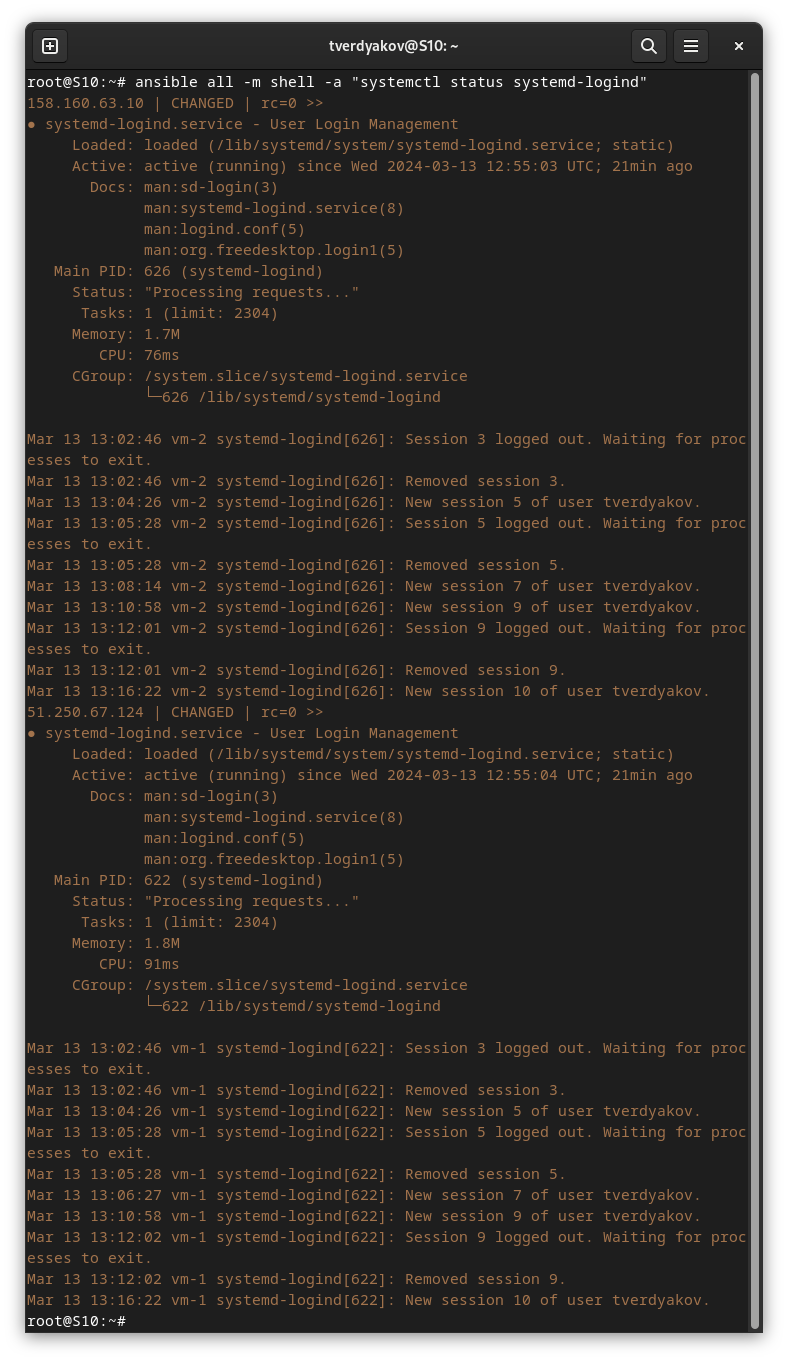 tverdyakov@S10: ~
root@S10:~# ansible all -m shell -a "systemctl status systemd-logind"
158.160.63.10 | CHANGED | rc=0 >>
● systemd-logind.service - User Login Management
     Loaded: loaded (/lib/systemd/system/systemd-logind.service; static)
     Active: active (running) since Wed 2024-03-13 12:55:03 UTC; 21min ago
       Docs: man:sd-login(3)
             man:systemd-logind.service(8)
             man:logind.conf(5)
             man:org.freedesktop.login1(5)
   Main PID: 626 (systemd-logind)
     Status: "Processing requests..."
      Tasks: 1 (limit: 2304)
     Memory: 1.7M
        CPU: 76ms
     CGroup: /system.slice/systemd-logind.service
             └─626 /lib/systemd/systemd-logind

Mar 13 13:02:46 vm-2 systemd-logind[626]: Session 3 logged out. Waiting for proc
esses to exit.
Mar 13 13:02:46 vm-2 systemd-logind[626]: Removed session 3.
Mar 13 13:04:26 vm-2 systemd-logind[626]: New session 5 of user tverdyakov.
Mar 13 13:05:28 vm-2 systemd-logind[626]: Session 5 logged out. Waiting for proc
esses to exit.
Mar 13 13:05:28 vm-2 systemd-logind[626]: Removed session 5.
Mar 13 13:08:14 vm-2 systemd-logind[626]: New session 7 of user tverdyakov.
Mar 13 13:10:58 vm-2 systemd-logind[626]: New session 9 of user tverdyakov.
Mar 13 13:12:01 vm-2 systemd-logind[626]: Session 9 logged out. Waiting for proc
esses to exit.
Mar 13 13:12:01 vm-2 systemd-logind[626]: Removed session 9.
Mar 13 13:16:22 vm-2 systemd-logind[626]: New session 10 of user tverdyakov.
51.250.67.124 | CHANGED | rc=0 >>
● systemd-logind.service - User Login Management
     Loaded: loaded (/lib/systemd/system/systemd-logind.service; static)
     Active: active (running) since Wed 2024-03-13 12:55:04 UTC; 21min ago
       Docs: man:sd-login(3)
             man:systemd-logind.service(8)
             man:logind.conf(5)
             man:org.freedesktop.login1(5)
   Main PID: 622 (systemd-logind)
     Status: "Processing requests..."
      Tasks: 1 (limit: 2304)
     Memory: 1.8M
        CPU: 91ms
     CGroup: /system.slice/systemd-logind.service
             └─622 /lib/systemd/systemd-logind

Mar 13 13:02:46 vm-1 systemd-logind[622]: Session 3 logged out. Waiting for proc
esses to exit.
Mar 13 13:02:46 vm-1 systemd-logind[622]: Removed session 3.
Mar 13 13:04:26 vm-1 systemd-logind[622]: New session 5 of user tverdyakov.
Mar 13 13:05:28 vm-1 systemd-logind[622]: Session 5 logged out. Waiting for proc
esses to exit.
Mar 13 13:05:28 vm-1 systemd-logind[622]: Removed session 5.
Mar 13 13:06:27 vm-1 systemd-logind[622]: New session 7 of user tverdyakov.
Mar 13 13:10:58 vm-1 systemd-logind[622]: New session 9 of user tverdyakov.
Mar 13 13:12:02 vm-1 systemd-logind[622]: Session 9 logged out. Waiting for proc
esses to exit.
Mar 13 13:12:02 vm-1 systemd-logind[622]: Removed session 9.
Mar 13 13:16:22 vm-1 systemd-logind[622]: New session 10 of user tverdyakov.
root@S10:~#